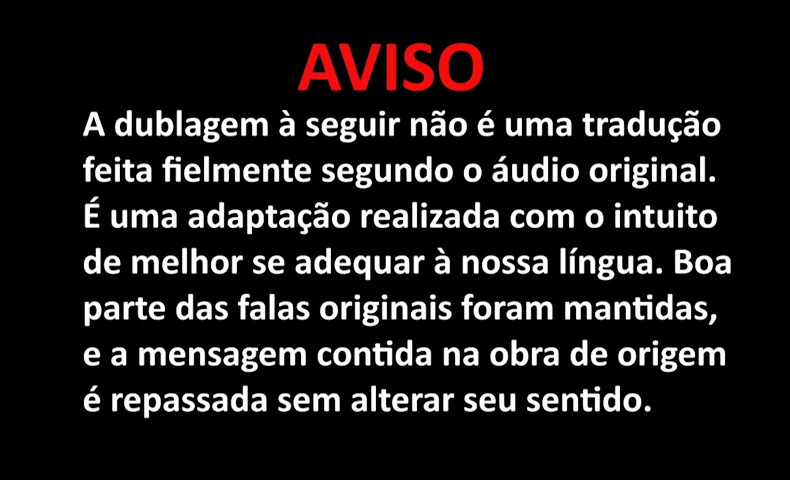 AVISO
A dublagem à seguir não é uma tradução
feita fielmente segundo o áudio original.
É uma adaptação realizada com o intuito
de melhor se adequar à nossa língua. Boa
parte das falas originais foram mantidas,
e a mensagem contida na obra de origem
é repassada sem alterar seu sentido.